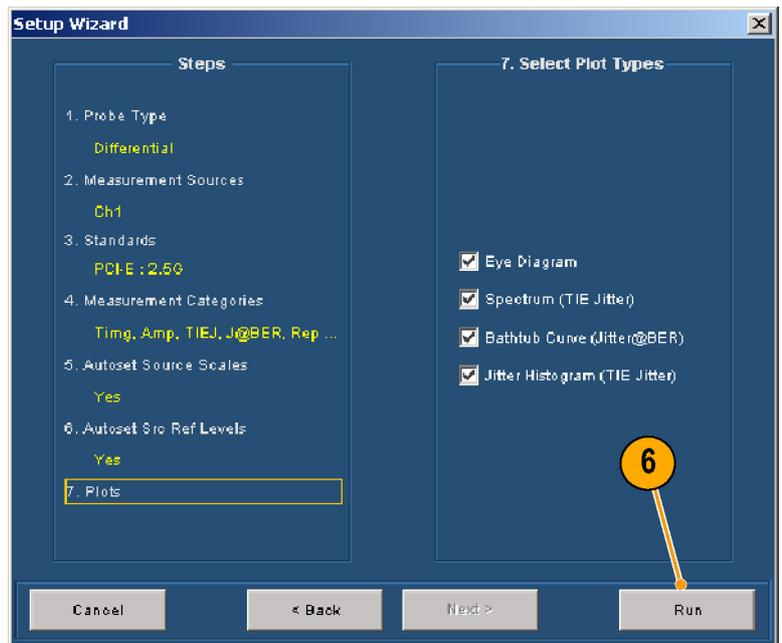 Setup Wizard
Steps
1. Probe Type
Differential
2. Measurement Sources
Ch1
3. Standards
PCI-E : 2.5G
4. Measurement Categories
Timg, Amp, TIEJ, J@BER, Rep ...
5. Autoset Source Scales
Yes
6. Autoset Src Ref Levels
Yes
7. Plots
7. Select Plot Types
Eye Diagram
Spectrum (TIE Jitter)
Bathtub Curve (Jitter@BER)
Jitter Histogram (TIE Jitter)
6
Cancel
< Back
Next >
Run